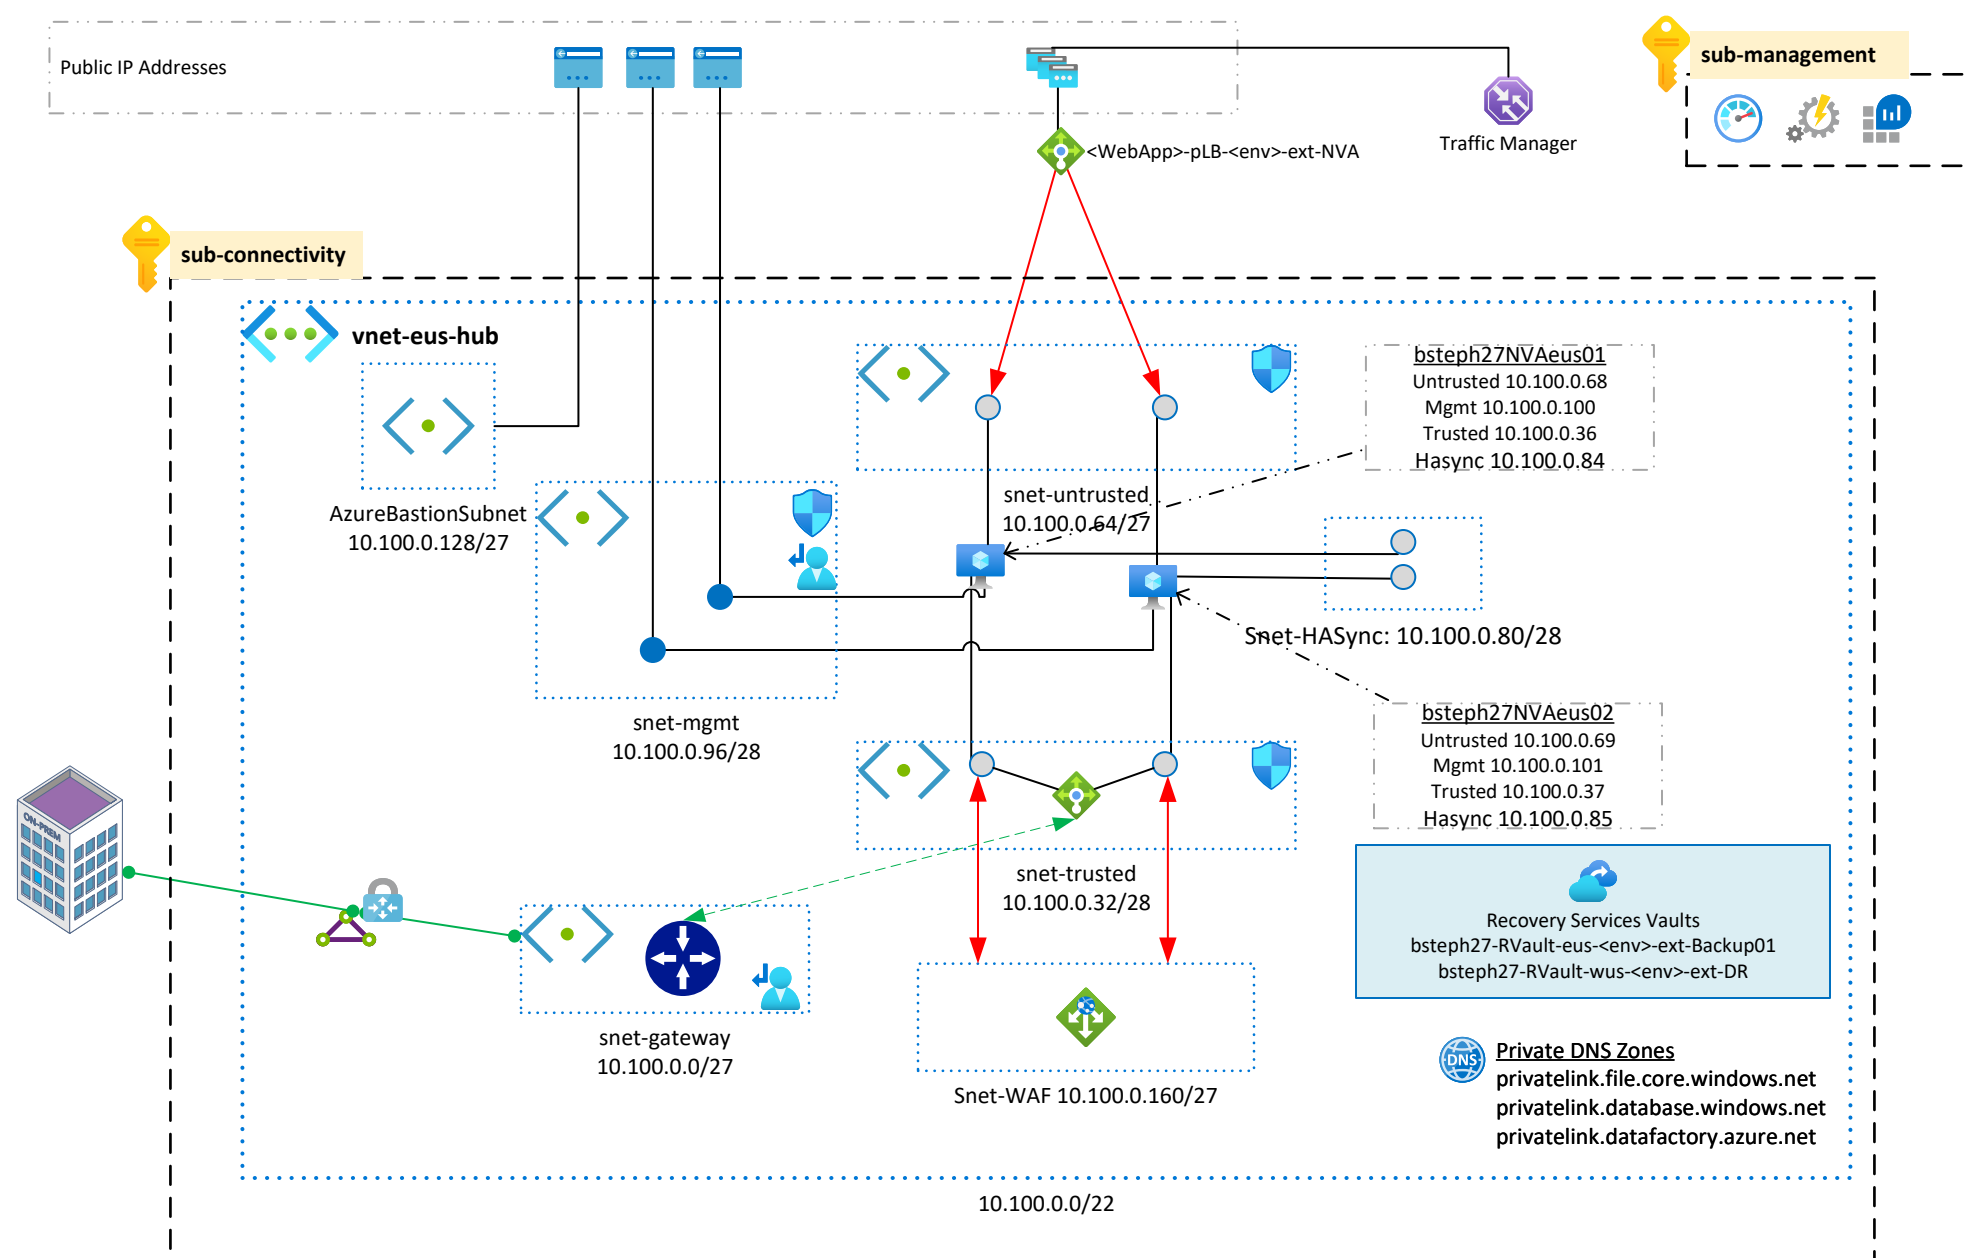 Public IP Addresses
sub-management
Traffic Manager
<WebApp>-pLB-<env>-ext-NVA
sub-connectivity
vnet-eus-hub
bsteph27NVAeus01
Untrusted 10.100.0.68
Mgmt 10.100.0.100
Trusted 10.100.0.36
Hasync 10.100.0.84
AzureBastionSubnet
10.100.0.128/27
snet-untrusted
10.100.0.64/27
Snet-HASync: 10.100.0.80/28
snet-mgmt
10.100.0.96/28
bsteph27NVAeus02
Untrusted 10.100.0.69
Mgmt 10.100.0.101
Trusted 10.100.0.37
Hasync 10.100.0.85
ON-PREM
snet-trusted
10.100.0.32/28
Recovery Services Vaults
bsteph27-RVault-eus-<env>-ext-Backup01
bsteph27-RVault-wus-<env>-ext-DR
snet-gateway
10.100.0.0/27
Snet-WAF 10.100.0.160/27
DNS
Private DNS Zones
privatelink.file.core.windows.net
privatelink.database.windows.net
privatelink.datafactory.azure.net
10.100.0.0/22